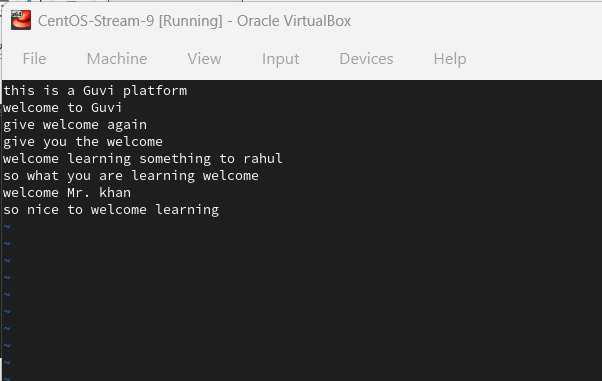 CentOS-Stream-9 [Running] - Oracle VirtualBox
File Machine View Input Devices Help
this is a Guvi platform
welcome to Guvi
give welcome again
give you the welcome
welcome learning something to rahul
so what you are learning welcome
welcome Mr. khan
so nice to welcome learning
~
~
~
~
~
~
~
~
~
~